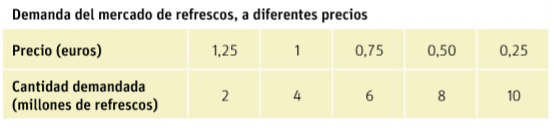 Demanda del mercado de refrescos, a diferentes precios
Precio (euros) 1,25 1 0,75 0,50 0,25
Cantidad demandada
(millones de refrescos) 2 4 6 8 10